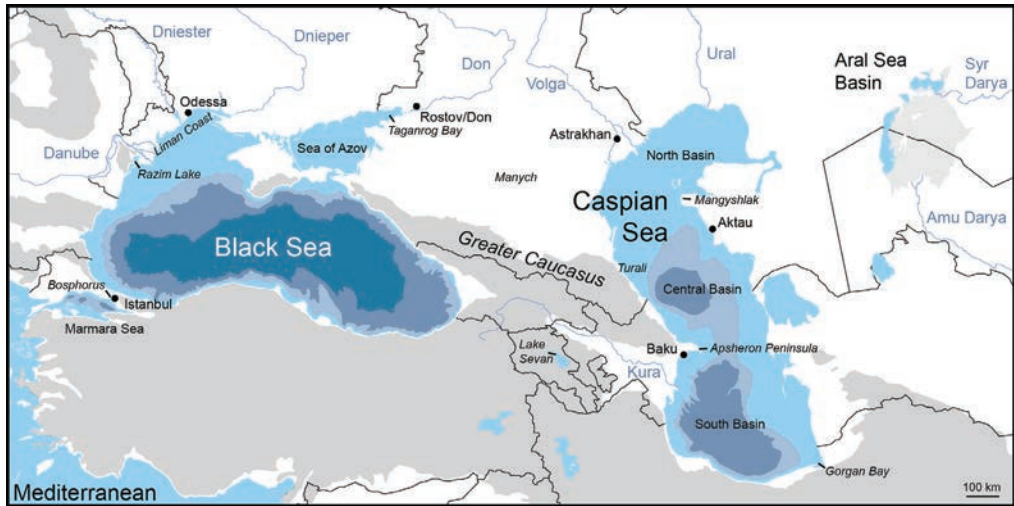 Dniester
Dnieper
Don
Volga
Ural
Aral Sea
Basin
Syr
Darya
Odessa
Liman Coast
Rostov/Don
Taganrog Bay
Sea of Azov
Astrakhan
Danube
Razim Lake
North Basin
Manych
Mangyshlak
Caspian
Sea
Aktau
Amu Darya
Black Sea
Greater Caucasus
Turali
Central Basin
Bosphorus
Istanbul
Marmara Sea
Lake
Sevan
Baku
Apsheron Peninsula
Kura
South Basin
Gorgan Bay
Mediterranean
100 km